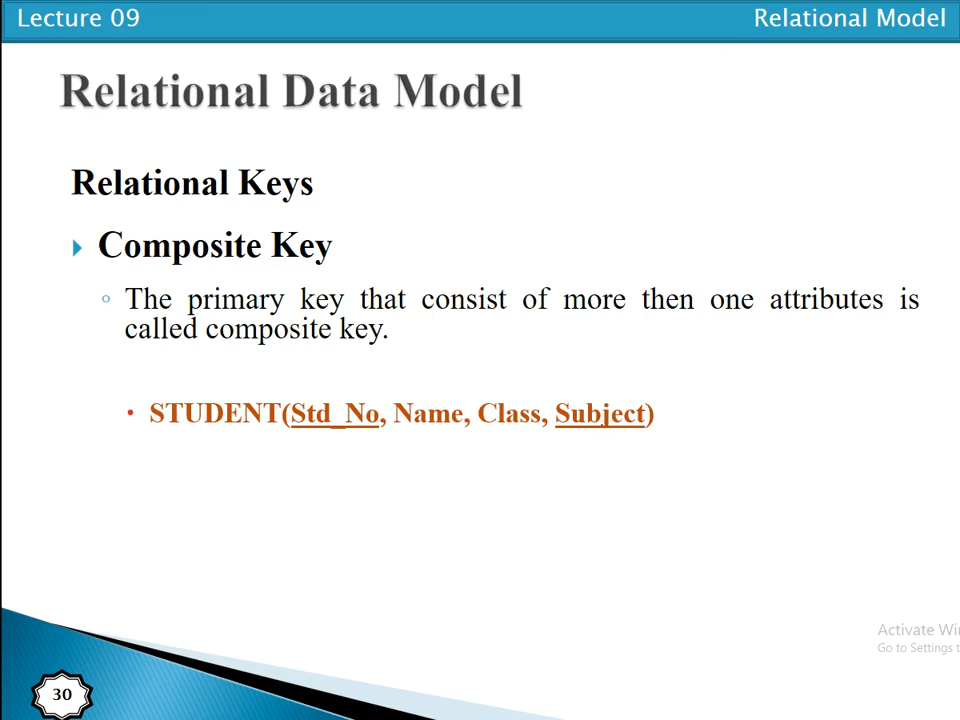 Lecture 09
Relational Model
Relational Data Model
Relational Keys
Composite Key
The primary key that consist of more then one attributes is
called composite key.
STUDENT(Std_No, Name, Class, Subject)
Activate Wi
Go to Settings t
30